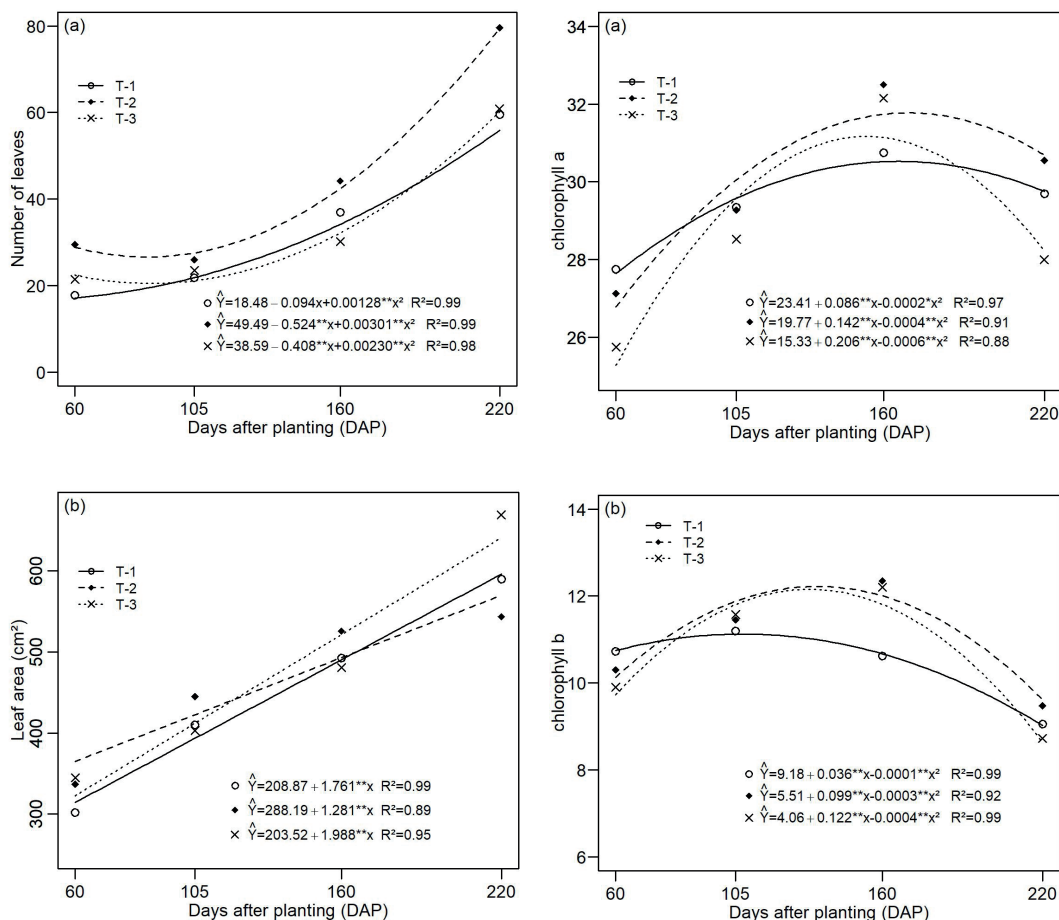 (a)
80
60
40
20
0
Number of leaves
T-1
T-2
T-3
Ŷ=18.48 − 0.094x+0.00128**x² R²=0.99
Ŷ=49.49 − 0.524**x+0.00301**x² R²=0.99
Ŷ=38.59 − 0.408**x+0.00230**x² R²=0.98
60 105 160 220
Days after planting (DAP)
(a)
34
32
30
28
26
chlorophyll a
T-1
T-2
T-3
Ŷ=23.41 + 0.086**x-0.0002*x² R²=0.97
Ŷ=19.77 + 0.142**x-0.0004**x² R²=0.91
Ŷ=15.33 + 0.206**x-0.0006**x² R²=0.88
60 105 160 220
Days after planting (DAP)
(b)
600
500
400
300
Leaf area (cm²)
T-1
T-2
T-3
Ŷ=208.87 + 1.761**x R²=0.99
Ŷ=288.19 + 1.281**x R²=0.89
Ŷ=203.52 + 1.988**x R²=0.95
60 105 160 220
Days after planting (DAP)
(b)
14
12
10
8
6
chlorophyll b
T-1
T-2
T-3
Ŷ=9.18 + 0.036**x-0.0001**x² R²=0.99
Ŷ=5.51 + 0.099**x-0.0003**x² R²=0.92
Ŷ=4.06 + 0.122**x-0.0004**x² R²=0.99
60 105 160 220
Days after planting (DAP)